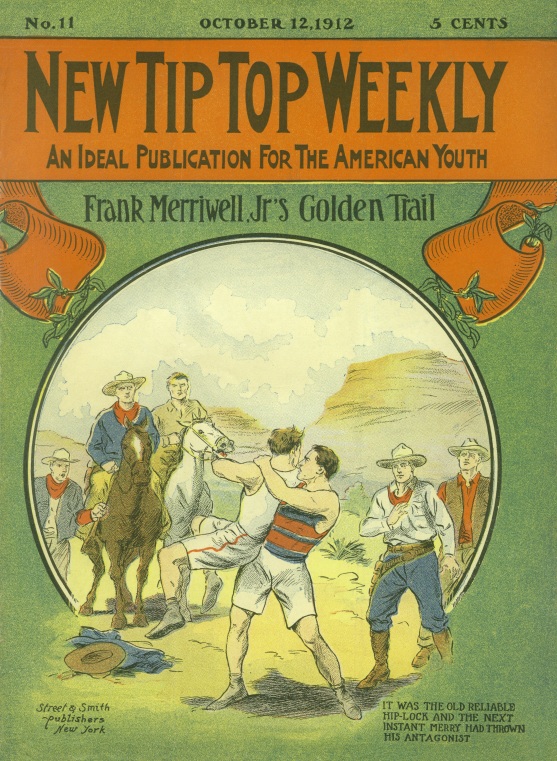 No. 11 OCTOBER 12, 1912 5 CENTS
NEW TIP TOP WEEKLY
AN IDEAL PUBLICATION FOR THE AMERICAN YOUTH
Frank Merriwell, Jr's Golden Trail
Street & Smith
-publishers
New York
IT WAS THE OLD RELIABLE
HIP-LOCK AND THE NEXT
INSTANT MERRY HAD THROWN
HIS ANTAGONIST